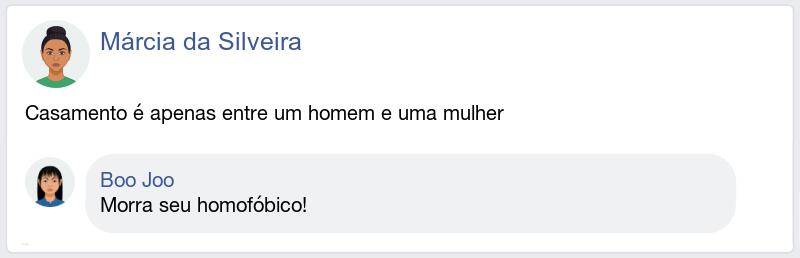 Márcia da Silveira
Casamento é apenas entre um homem e uma mulher
Boo Joo
Morra seu homofóbico!